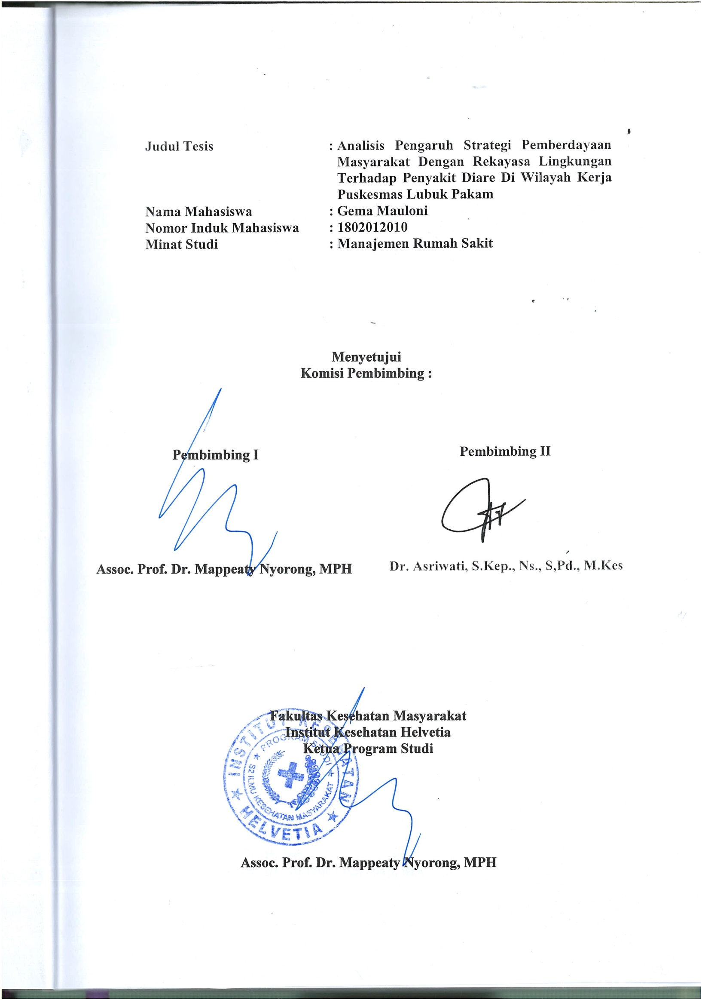 Judul Tesis : Analisis Pengaruh Strategi Pemberdayaan
Masyarakat Dengan Rekayasa Lingkungan
Terhadap Penyakit Diare Di Wilayah Kerja
Puskesmas Lubuk Pakam
Nama Mahasiswa : Gema Mauloni
Nomor Induk Mahasiswa : 1802012010
Minat Studi : Manajemen Rumah Sakit
Menyetujui
Komisi Pembimbing :
Pembimbing I Pembimbing II
Assoc. Prof. Dr. Mappeaty Nyorong, MPH Dr. Asriwati, S.Kep., Ns., S,Pd., M.Kes
Fakultas Kesehatan Masyarakat
Institut Kesehatan Helvetia
Ketua Program Studi
INSTITUT KESEHATAN
HELVETIA
PROGRAM STUDI
S2 ILMU KESEHATAN MASYARAKAT
Assoc. Prof. Dr. Mappeaty Nyorong, MPH